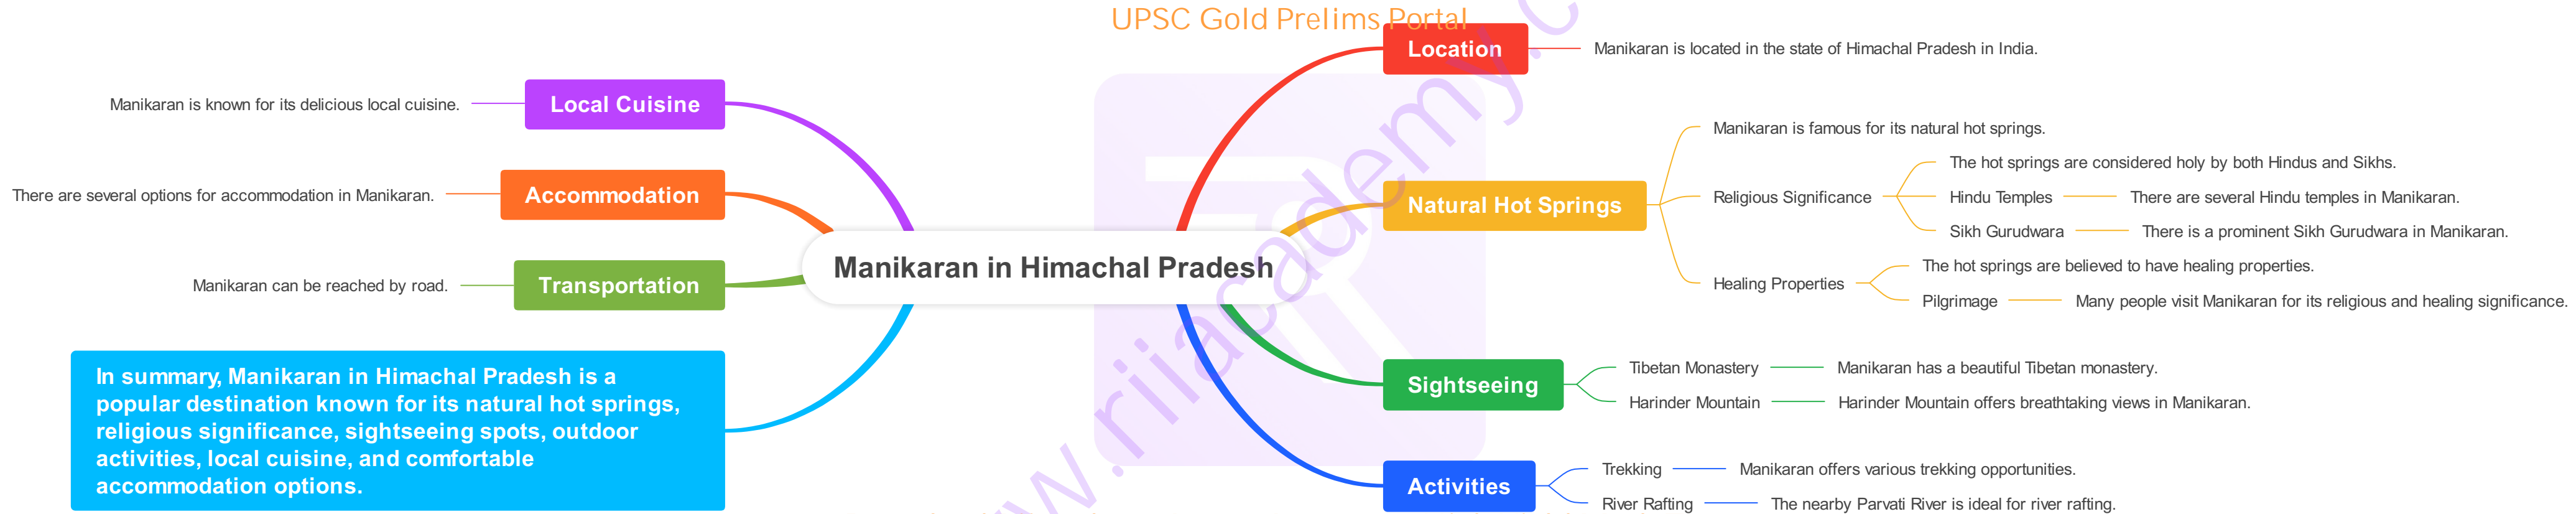 UPSC Gold Prelims Portal
Manikaran in Himachal Pradesh
Location
Manikaran is located in the state of Himachal Pradesh in India.
Natural Hot Springs
Manikaran is famous for its natural hot springs.
Religious Significance
The hot springs are considered holy by both Hindus and Sikhs.
Hindu Temples
There are several Hindu temples in Manikaran.
Sikh Gurudwara
There is a prominent Sikh Gurudwara in Manikaran.
Healing Properties
The hot springs are believed to have healing properties.
Pilgrimage
Many people visit Manikaran for its religious and healing significance.
Sightseeing
Tibetan Monastery
Manikaran has a beautiful Tibetan monastery.
Harinder Mountain
Harinder Mountain offers breathtaking views in Manikaran.
Activities
Trekking
Manikaran offers various trekking opportunities.
River Rafting
The nearby Parvati River is ideal for river rafting.
Local Cuisine
Manikaran is known for its delicious local cuisine.
Accommodation
There are several options for accommodation in Manikaran.
Transportation
Manikaran can be reached by road.
In summary, Manikaran in Himachal Pradesh is a
popular destination known for its natural hot springs,
religious significance, sightseeing spots, outdoor
activities, local cuisine, and comfortable
accommodation options.